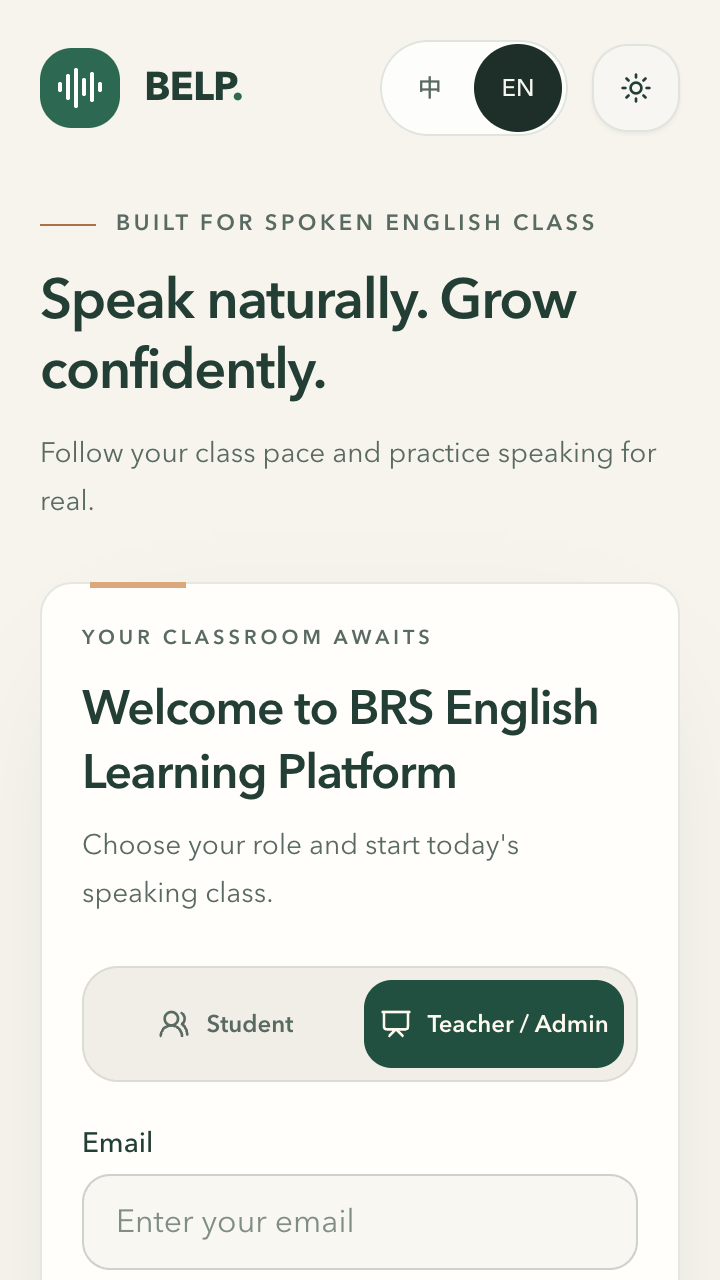 BELP.
中
EN
BUILT FOR SPOKEN ENGLISH CLASS
Speak naturally. Grow
confidently.
Follow your class pace and practice speaking for
real.
YOUR CLASSROOM AWAITS
Welcome to BRS English
Learning Platform
Choose your role and start today's
speaking class.
Student
Teacher / Admin
Email
Enter your email